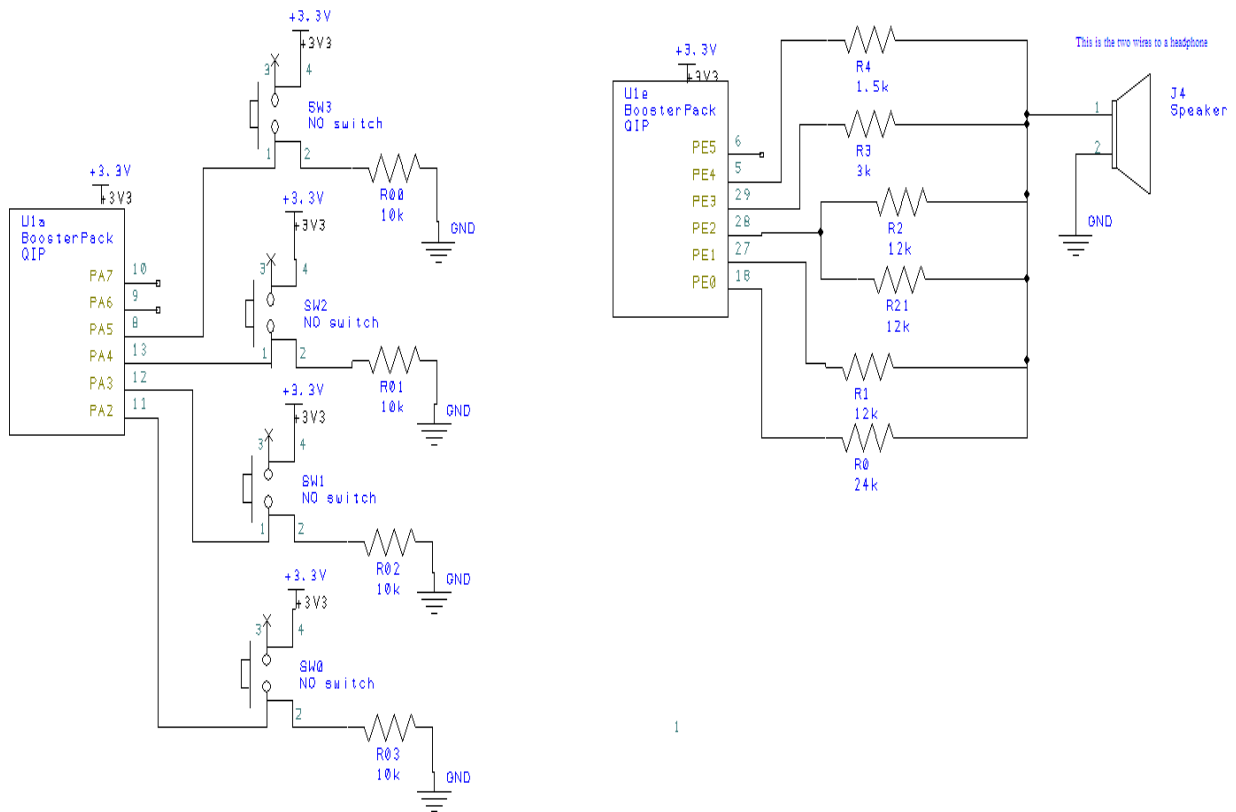 +3.3V
+3V3
3
4
SW3
NO switch
1
2
R00
10k
GND
+3.3V
+3V3
U1a
BoosterPack
QIP
PA7 10
PA6 9
PA5 8
PA4 13
PA3 12
PA2 11
+3.3V
+3V3
3
4
SW2
NO switch
1
2
R01
10k
GND
+3.3V
+3V3
3
4
SW1
NO switch
1
2
R02
10k
GND
+3.3V
+3V3
3
4
SW0
NO switch
2
R03
10k
GND
+3.3V
+3V3
U1e
BoosterPack
QIP
PE5 6
PE4 5
PE3 29
PE2 28
PE1 27
PE0 18
R4
1.5k
R3
3k
R2
12k
R21
12k
R1
12k
R0
24k
This is the two wires to a headphone
J4
Speaker
1
2
GND
1